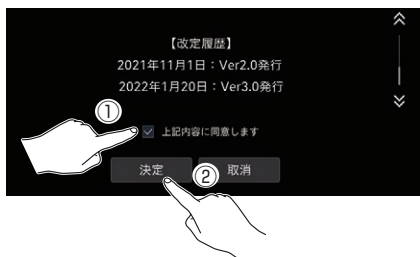 【改定履歴】
2021年11月1日：Ver2.0発行
2022年1月20日：Ver3.0発行
①
上記内容に同意します
決定
②
取消